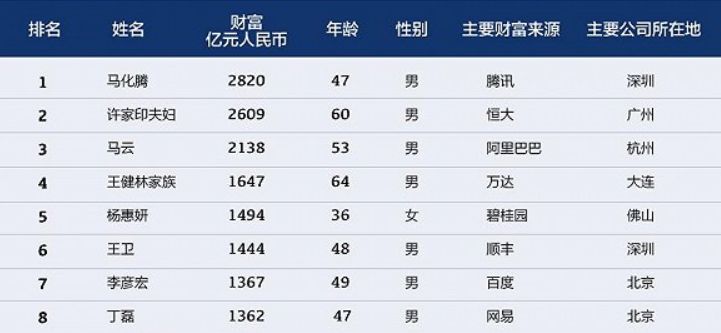 排名 姓名 财富 亿元人民币 年龄 性别 主要财富来源 主要公司所在地
1 马化腾 2820 47 男 腾讯 深圳
2 许家印夫妇 2609 60 男 恒大 广州
3 马云 2138 53 男 阿里巴巴 杭州
4 王健林家族 1647 64 男 万达 大连
5 杨惠妍 1494 36 女 碧桂园 佛山
6 王卫 1444 48 男 顺丰 深圳
7 李彦宏 1367 49 男 百度 北京
8 丁磊 1362 47 男 网易 北京